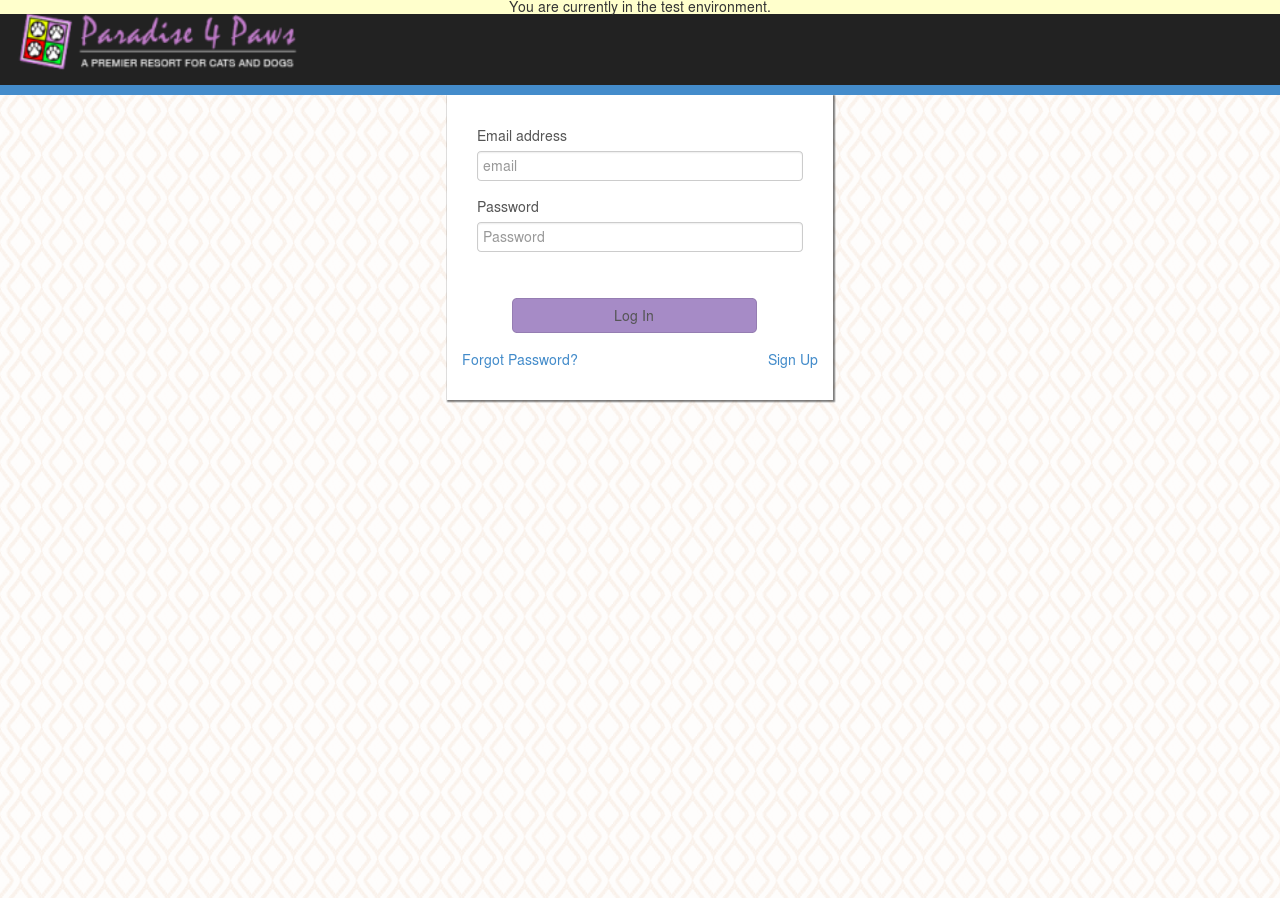 You are currently in the test environment.
Paradise 4 Paws
A PREMIER RESORT FOR CATS AND DOGS
Email address
email
Password
Password
Log In
Forgot Password? Sign Up